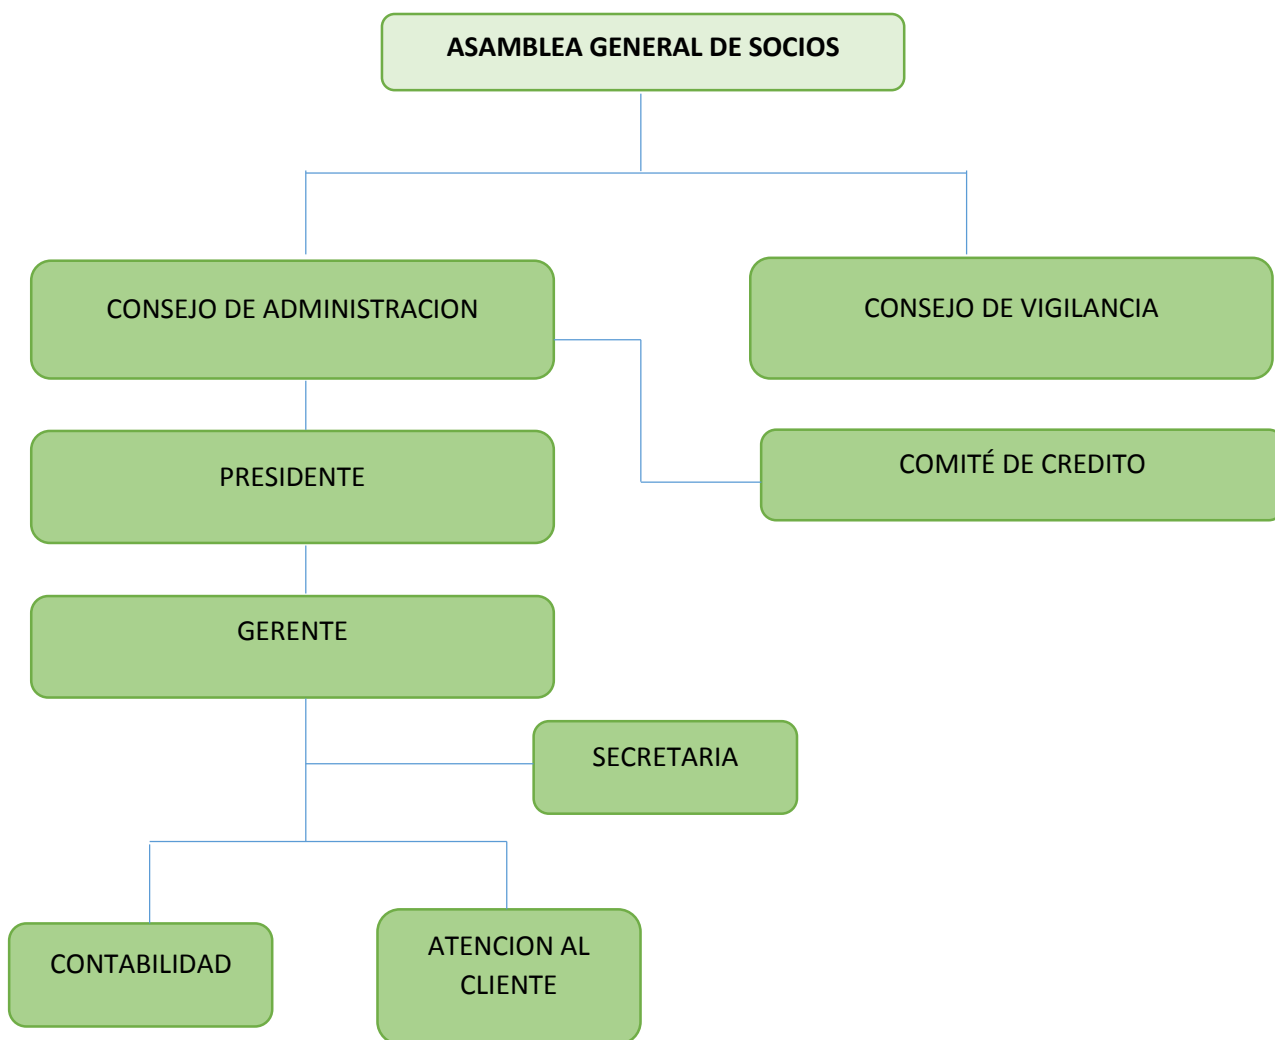 ASAMBLEA GENERAL DE SOCIOS
CONSEJO DE ADMINISTRACION
CONSEJO DE VIGILANCIA
PRESIDENTE
COMITÉ DE CREDITO
GERENTE
SECRETARIA
CONTABILIDAD
ATENCION AL
CLIENTE